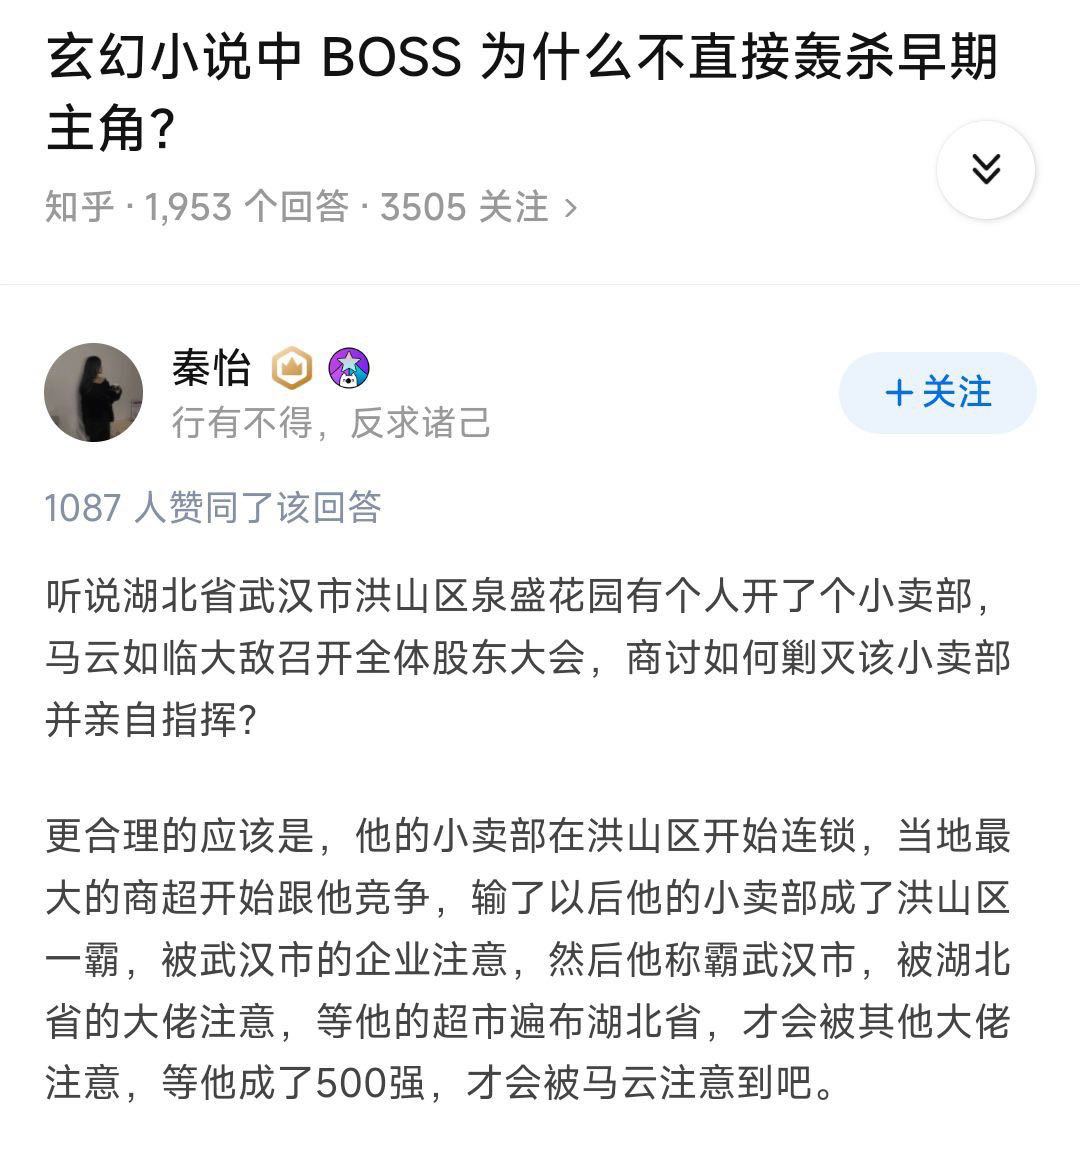 玄幻小说中 BOSS 为什么不直接轰杀早期
主角？
知乎 · 1,953 个回答 · 3505 关注 >
秦怡
行有不得，反求诸己
+关注
1087 人赞同了该回答
听说湖北省武汉市洪山区泉盛花园有个人开了个小卖部，
马云如临大敌召开全体股东大会，商讨如何剿灭该小卖部
并亲自指挥？
更合理的应该是，他的小卖部在洪山区开始连锁，当地最
大的商超开始跟他竞争，输了以后他的小卖部成了洪山区
一霸，被武汉市的企业注意，然后他称霸武汉市，被湖北
省的大佬注意，等他的超市遍布湖北省，才会被其他大佬
注意，等他成了500强，才会被马云注意到吧。